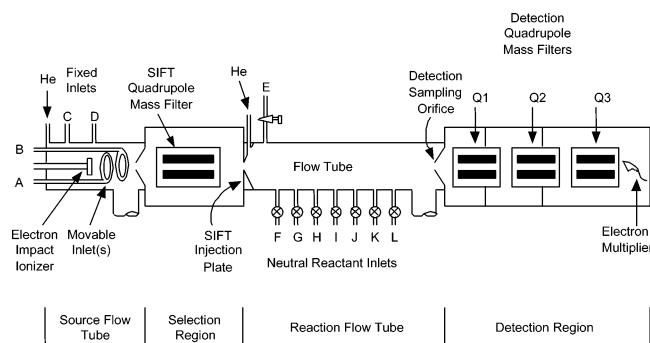 Detection
Quadrupole
Mass Filters
He
Fixed
Inlets
SIFT
Quadrupole
Mass Filter
He
E
Detection
Sampling
Orifice
Q1
Q2
Q3
C
D
B
A
Flow Tube
Electron
Impact
Ionizer
Movable
Inlet(s)
SIFT
Injection
Plate
F G H I J K L
Neutral Reactant Inlets
Electron
Multiplier
Source Flow
Tube
Selection
Region
Reaction Flow Tube
Detection Region